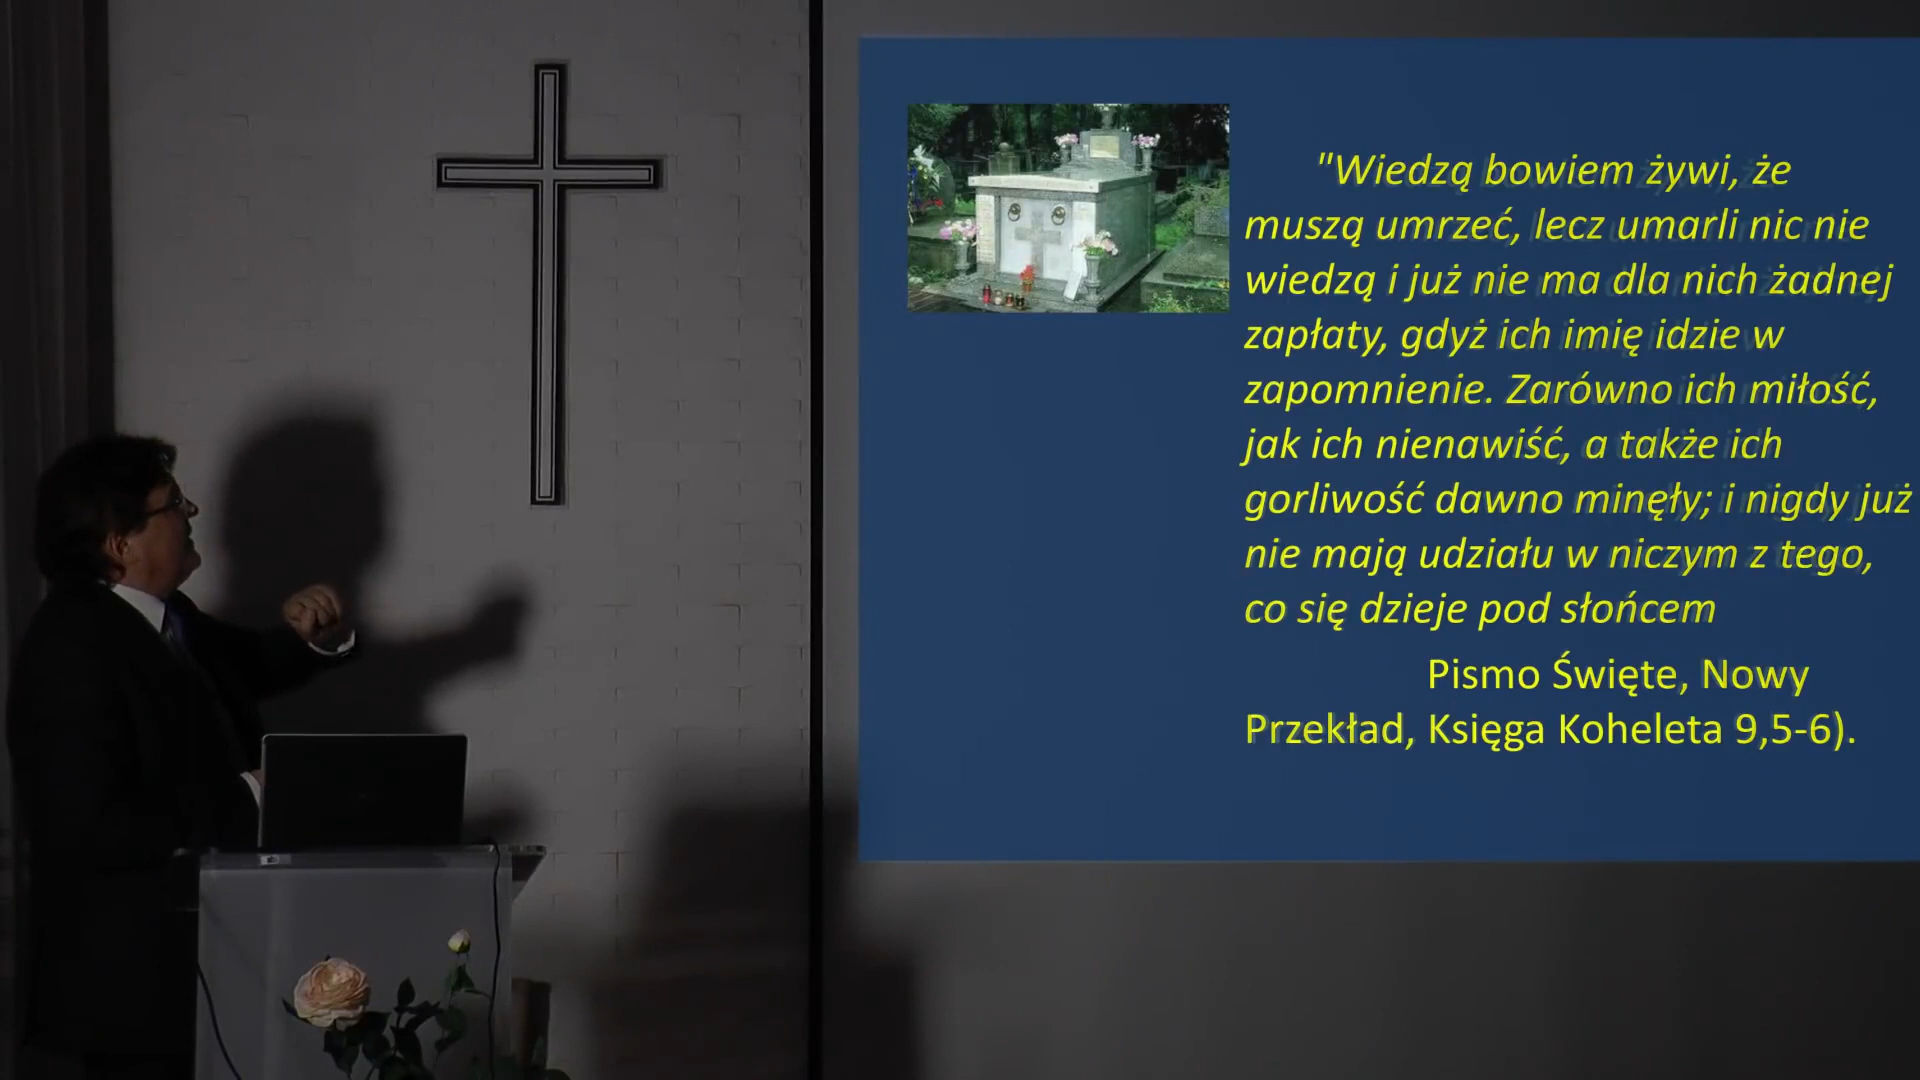 "Wiedzą bowiem żywi, że
muszą umrzeć, lecz umarli nic nie
wiedzą i już nie ma dla nich żadnej
zapłaty, gdyż ich imię idzie w
zapomnienie. Zarówno ich miłość,
jak ich nienawiść, a także ich
gorliwość dawno minęły; i nigdy już
nie mają udziału w niczym z tego,
co się dzieje pod słońcem
Pismo Święte, Nowy
Przekład, Księga Koheleta 9,5-6).